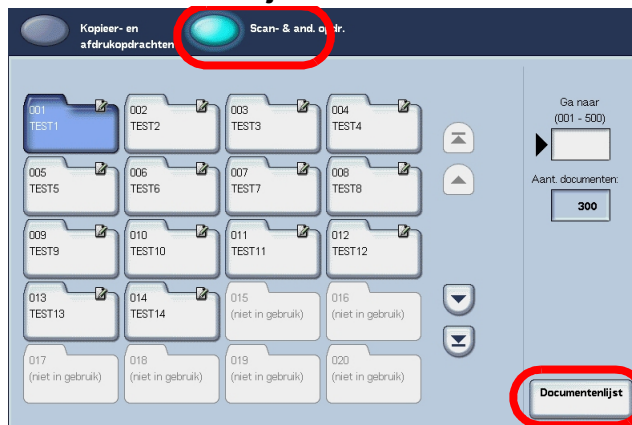 Kopieer- en
afdrukopdrachten
Scan- & and. opdr.
001
TEST1
002
TEST2
003
TEST3
004
TEST4
005
TEST5
006
TEST6
007
TEST7
008
TEST8
009
TEST9
010
TEST10
011
TEST11
012
TEST12
013
TEST13
014
TEST14
015
(niet in gebruik)
016
(niet in gebruik)
017
(niet in gebruik)
018
(niet in gebruik)
019
(niet in gebruik)
020
(niet in gebruik)
Ga naar
(001 - 500)
Aant. documenten:
300
Documentenlijst